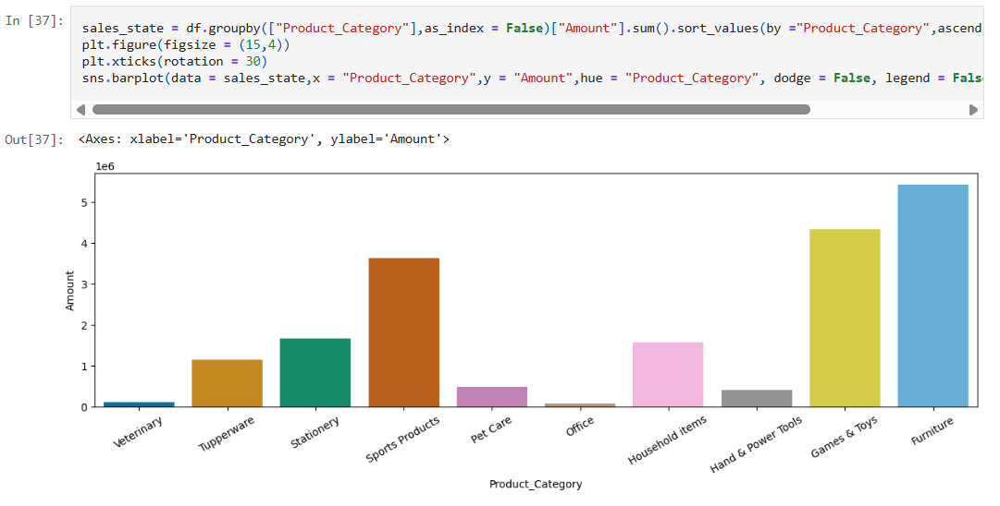 In [37]:
sales_state = df.groupby(["Product_Category"],as_index = False)["Amount"].sum().sort_values(by ="Product_Category",ascend
plt.figure(figsize = (15,4))
plt.xticks(rotation = 30)
sns.barplot(data = sales_state,x = "Product_Category",y = "Amount",hue = "Product_Category", dodge = False, legend = Fals
Out[37]: <Axes: xlabel='Product_Category', ylabel='Amount'>
1e6
5
4
3
2
1
0
Amount
Veterinary
Tupperware
Stationery
Sports Products
Pet Care
Office
Household items
Hand & Power Tools
Games & Toys
Furniture
Product_Category